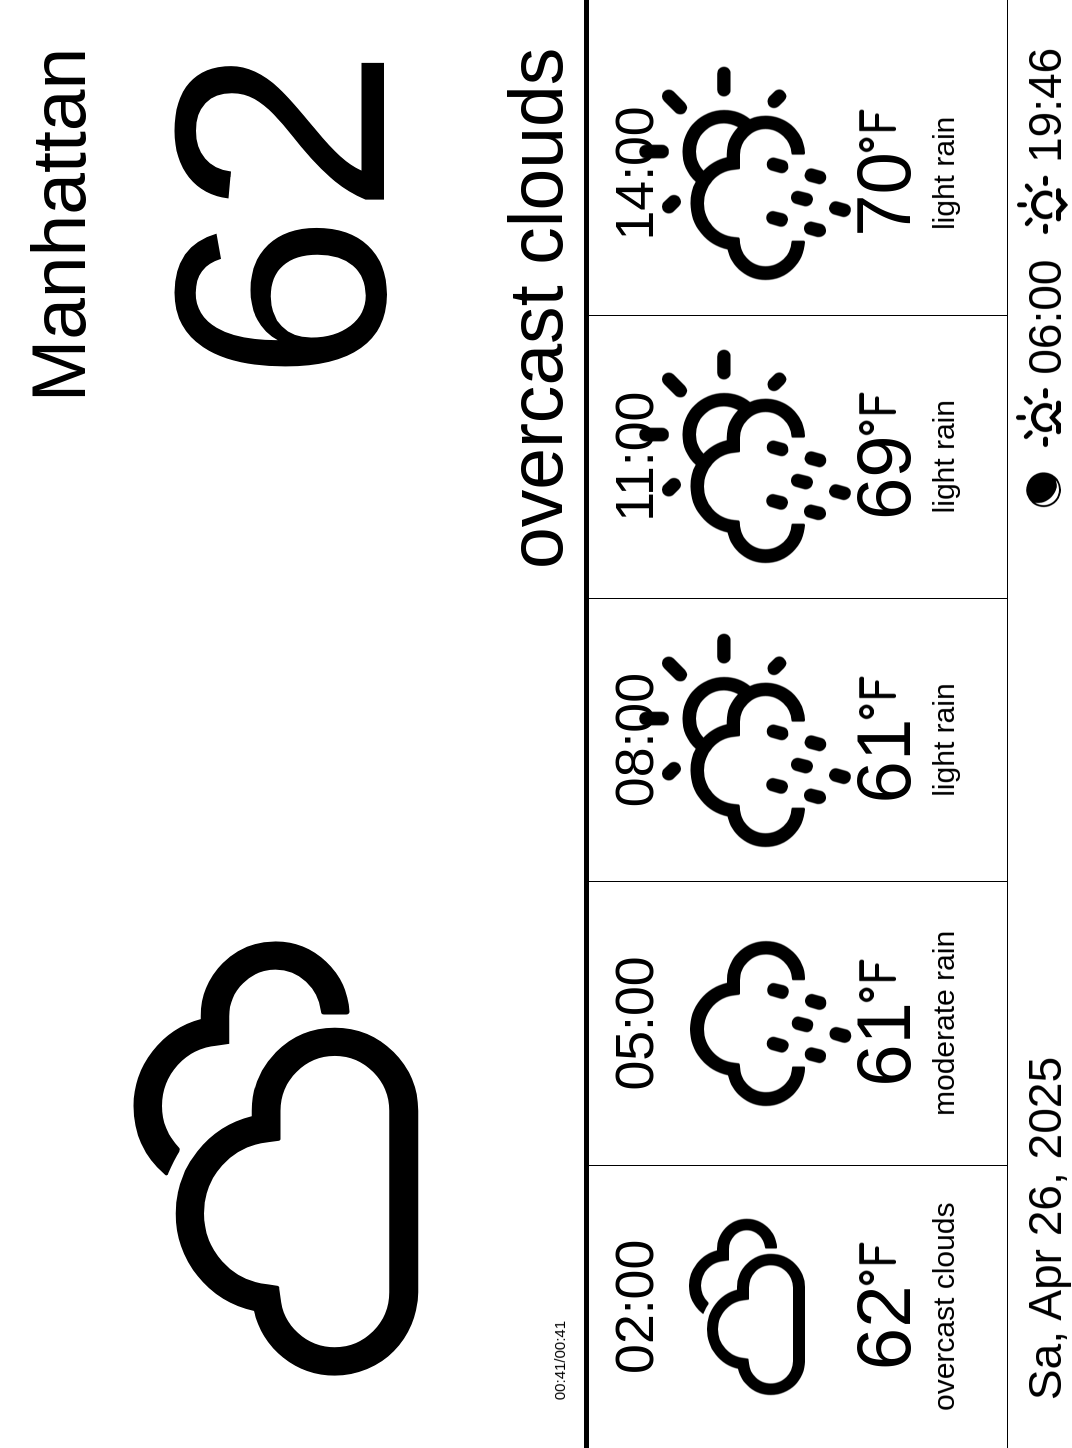 Manhattan
62
overcast clouds
00:41/00:41
02:00
62°F
overcast clouds
05:00
61°F
moderate rain
08:00
61°F
light rain
11:00
69°F
light rain
14:00
70°F
light rain
Sa, Apr 26, 2025
06:00
19:46